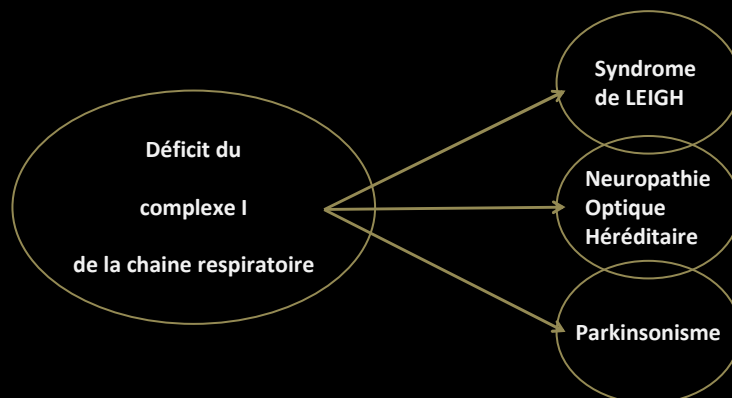 Déficit du
complexe I
de la chaine respiratoire
Syndrome
de LEIGH
Neuropathie
Optique
Héréditaire
Parkinsonisme